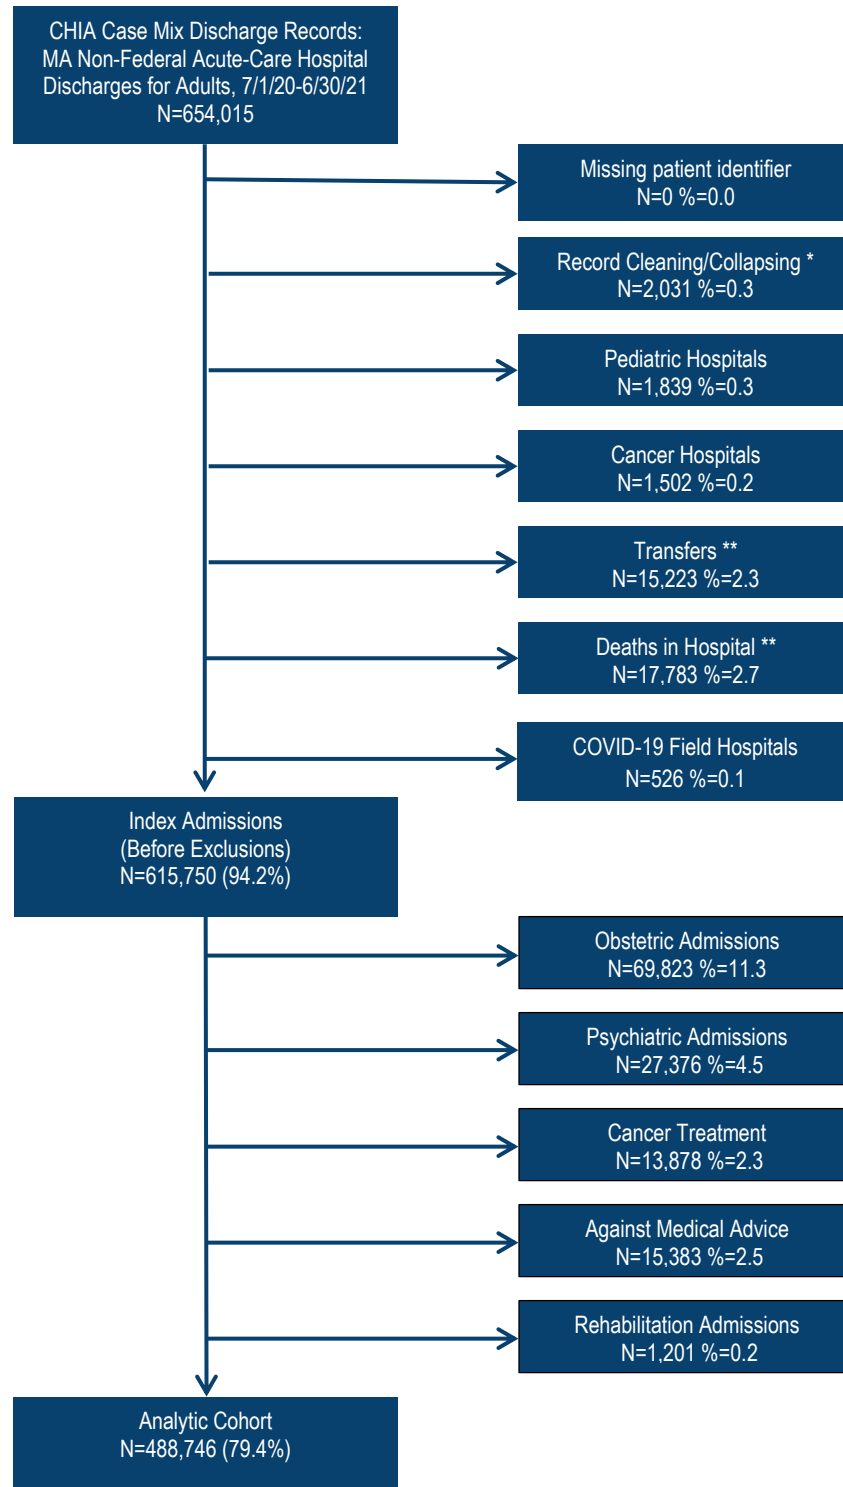 CHIA Case Mix Discharge Records:
MA Non-Federal Acute-Care Hospital
Discharges for Adults, 7/1/20-6/30/21
N=654,015
Missing patient identifier
N=0 %=0.0
Record Cleaning/Collapsing *
N=2,031 %=0.3
Pediatric Hospitals
N=1,839 %=0.3
Cancer Hospitals
N=1,502 %=0.2
Transfers **
N=15,223 %=2.3
Deaths in Hospital **
N=17,783 %=2.7
COVID-19 Field Hospitals
N=526 %=0.1
Index Admissions
(Before Exclusions)
N=615,750 (94.2%)
Obstetric Admissions
N=69,823 %=11.3
Psychiatric Admissions
N=27,376 %=4.5
Cancer Treatment
N=13,878 %=2.3
Against Medical Advice
N=15,383 %=2.5
Rehabilitation Admissions
N=1,201 %=0.2
Analytic Cohort
N=488,746 (79.4%)